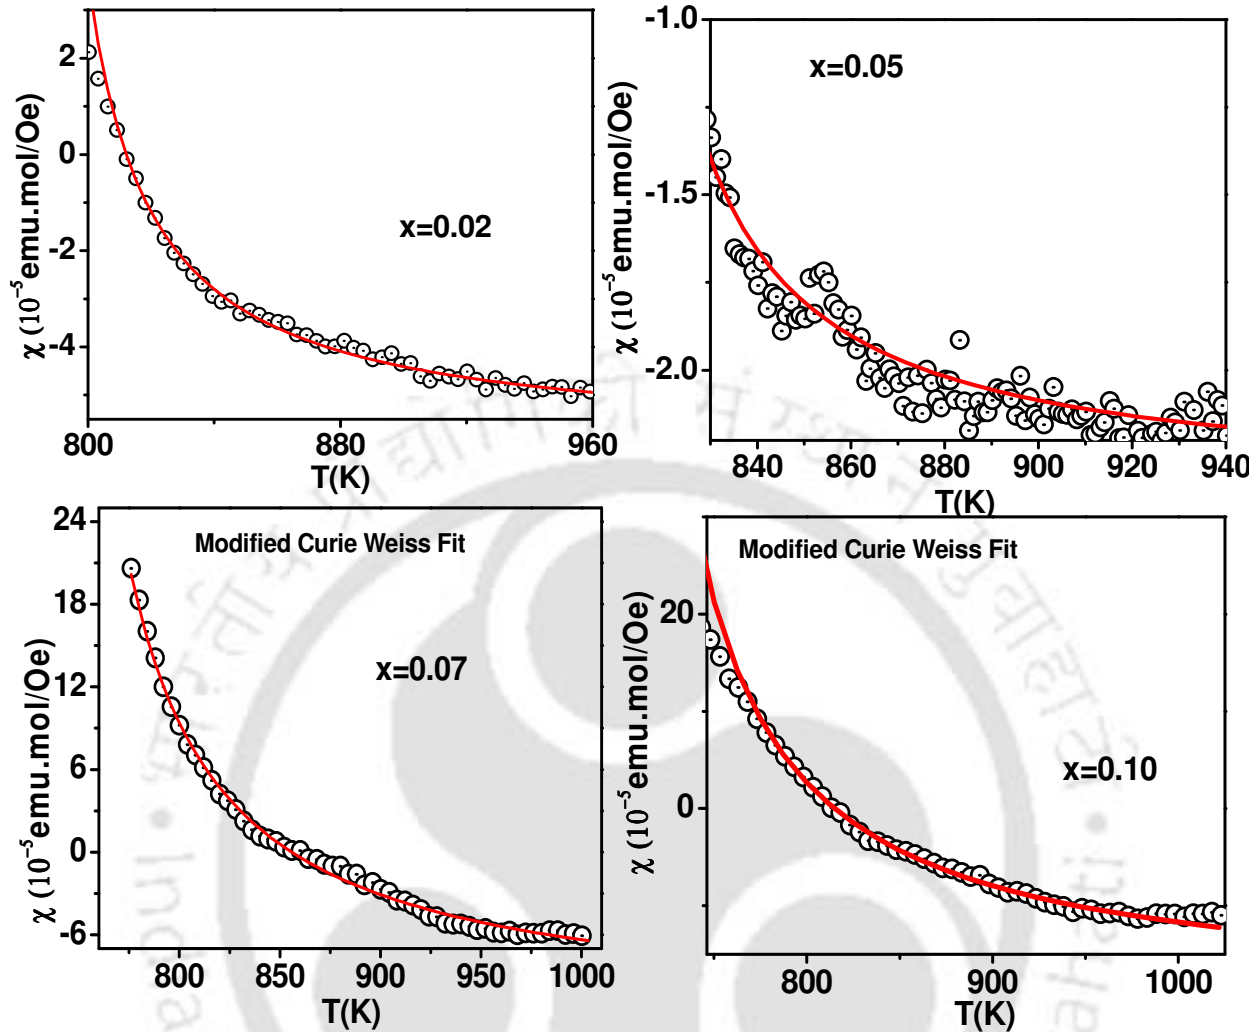 2
0
-2
-4
χ (10⁻⁵emu.mol/Oe)
x=0.02
800
880
960
T(K)
-1.0
-1.5
-2.0
χ (10⁻⁵emu.mol/Oe)
x=0.05
840
860
880
900
920
940
T(K)
24
18
12
6
0
-6
χ (10⁻⁵emu.mol/Oe)
Modified Curie Weiss Fit
x=0.07
800
850
900
950
1000
T(K)
20
0
χ (10⁻⁵emu.mol/Oe)
Modified Curie Weiss Fit
x=0.10
800
900
1000
T(K)